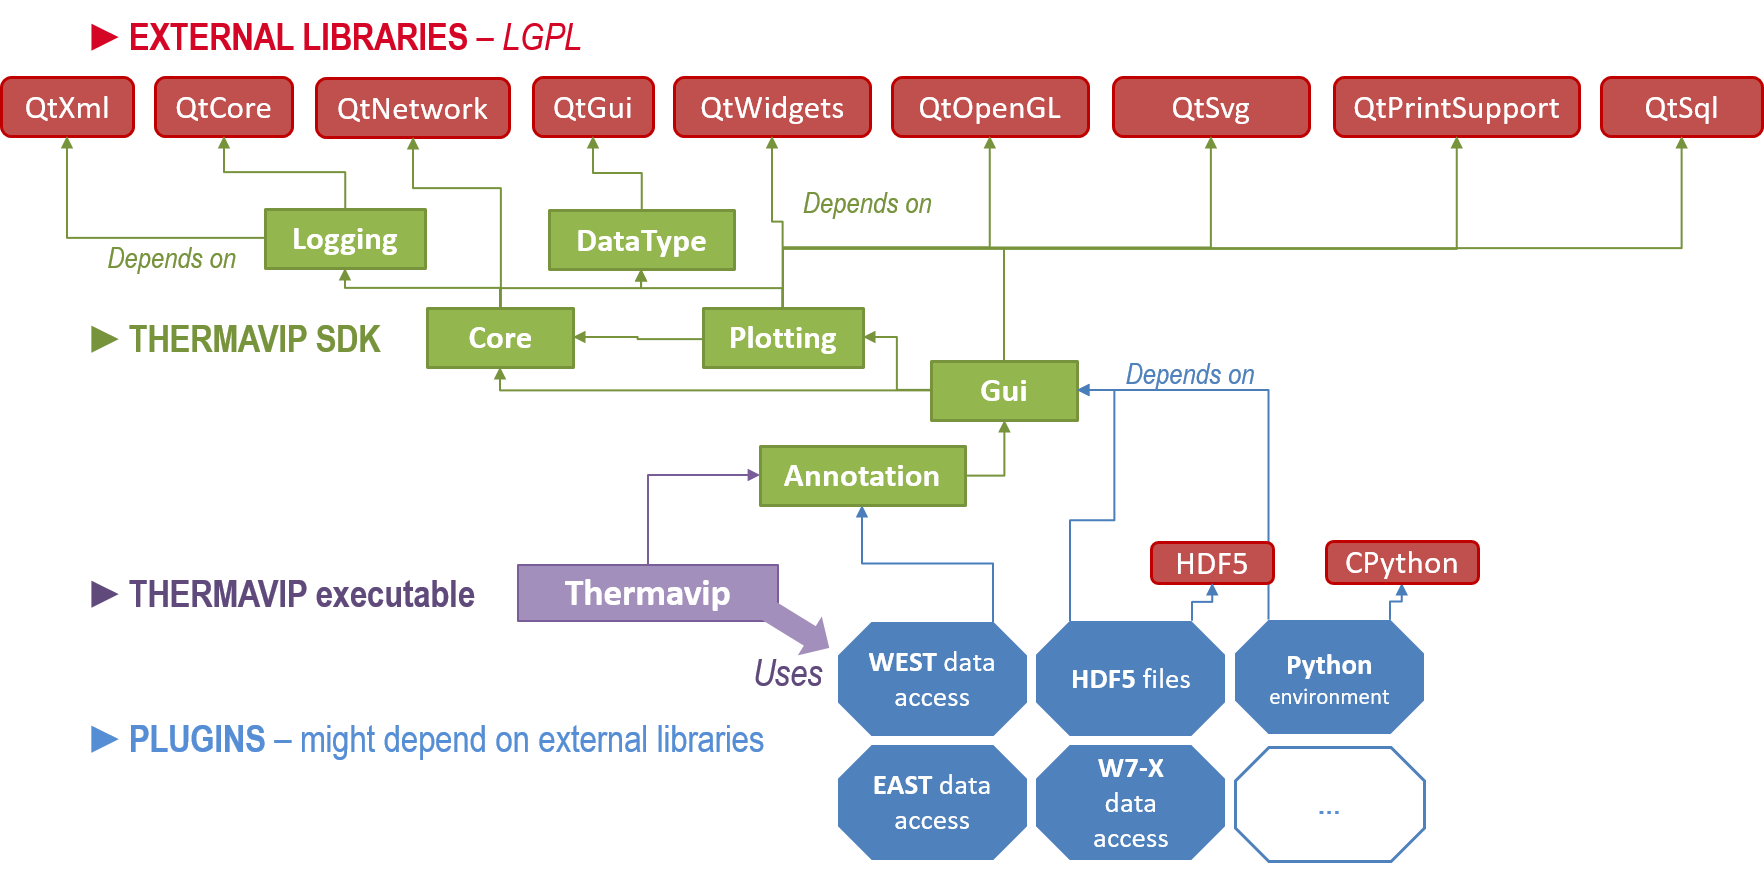 ► EXTERNAL LIBRARIES – LGPL
QtXml
QtCore
QtNetwork
QtGui
QtWidgets
QtOpenGL
QtSvg
QtPrintSupport
QtSql
Depends on
Logging
DataType
Depends on
► THERMAVIP SDK
Core
Plotting
Gui
Depends on
Annotation
HDF5
CPython
► THERMAVIP executable
Thermavip
Uses
WEST data
access
HDF5 files
Python
environment
► PLUGINS – might depend on external libraries
EAST data
access
W7-X
data
access
...